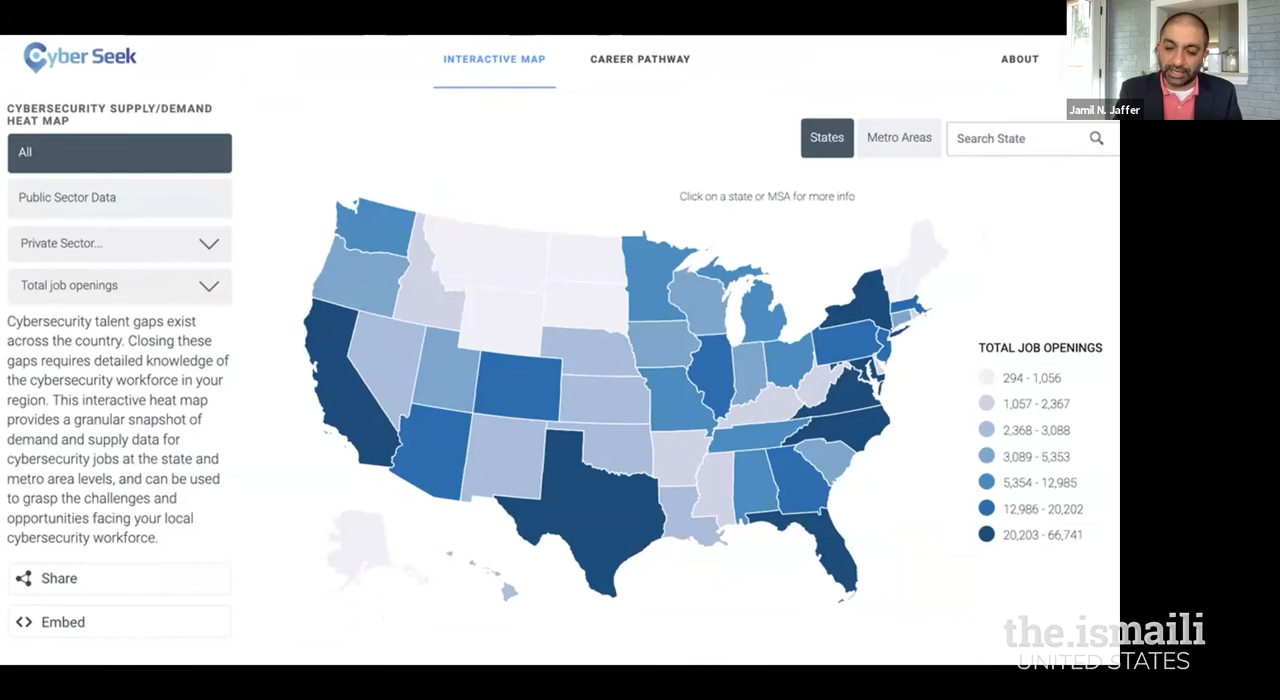 Cyber Seek
INTERACTIVE MAP
CAREER PATHWAY
ABOUT
Jamil N. Jaffer
CYBERSECURITY SUPPLY/DEMAND
HEAT MAP
All
Public Sector Data
Private Sector...
Total job openings
Cybersecurity talent gaps exist
across the country. Closing these
gaps requires detailed knowledge of
the cybersecurity workforce in your
region. This interactive heat map
provides a granular snapshot of
demand and supply data for
cybersecurity jobs at the state and
metro area levels, and can be used
to grasp the challenges and
opportunities facing your local
cybersecurity workforce.
Share
Embed
States
Metro Areas
Search State
Click on a state or MSA for more info
TOTAL JOB OPENINGS
294 - 1,056
1,057 - 2,367
2,368 - 3,088
3,089 - 5,353
5,354 - 12,985
12,986 - 20,202
20,203 - 66,741
the.ismaili
UNITED STATES